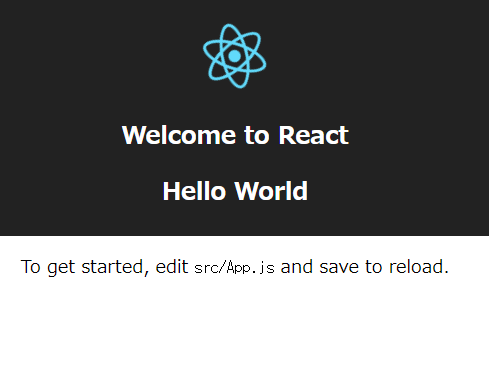 Welcome to React
Hello World
To get started, edit src/App.js and save to reload.